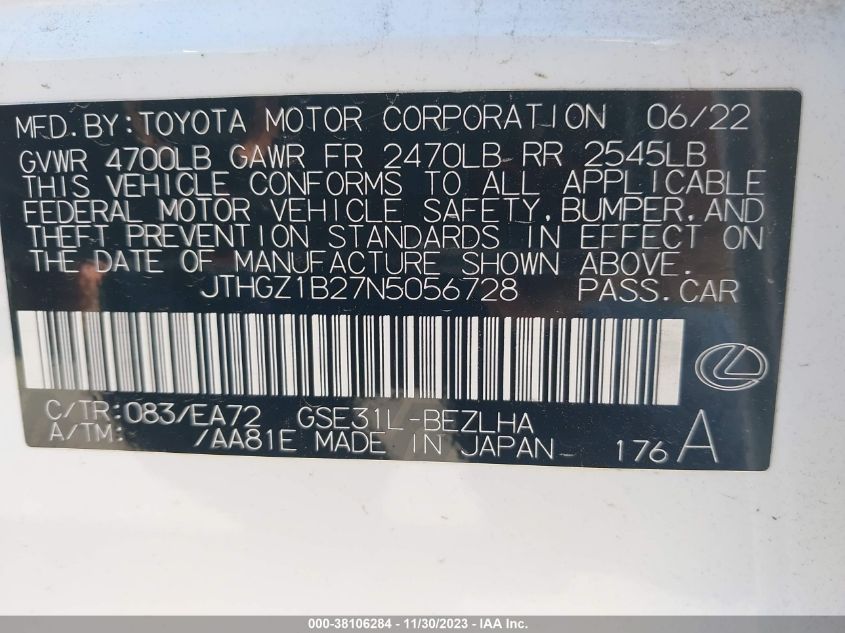 MFD.BY:TOYOTA MOTOR CORPORATION 06/22
GVWR 4700LB GAWR FR 2470LB RR 2545LB
THIS VEHICLE CONFORMS TO ALL APPLICABLE
FEDERAL MOTOR VEHICLE SAFETY,BUMPER,AND
THEFT PREVENTION STANDARDS IN EFFECT ON
THE DATE OF MANUFACTURE SHOWN ABOVE.
JTHGZ1B27N5056728 PASS.CAR
C/TR:083/EA72 GSE31L-BEZLHA
A/TM: /AA81E MADE IN JAPAN 176 A
000-38106284 - 11/30/2023 - IAA Inc.